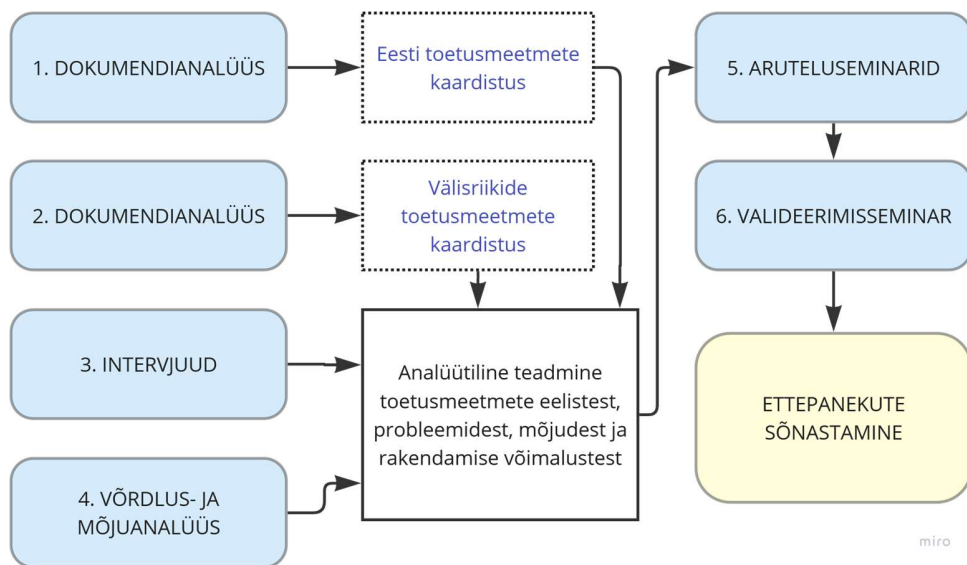 1. DOKUMENDIANALÜÜS
Eesti toetusmeetmete
kaardistus
2. DOKUMENDIANALÜÜS
Välisriikide
toetusmeetmete
kaardistus
3. INTERVJUUD
4. VÕRDLUS- JA
MÕJUANALÜÜS
Analüütiline teadmine
toetusmeetmete eelistest,
probleemidest, mõjudest ja
rakendamise võimalustest
5. ARUTELUSEMINARID
6. VALIDEERIMISSEMINAR
ETTEPANEKUTE
SÕNASTAMINE
miro